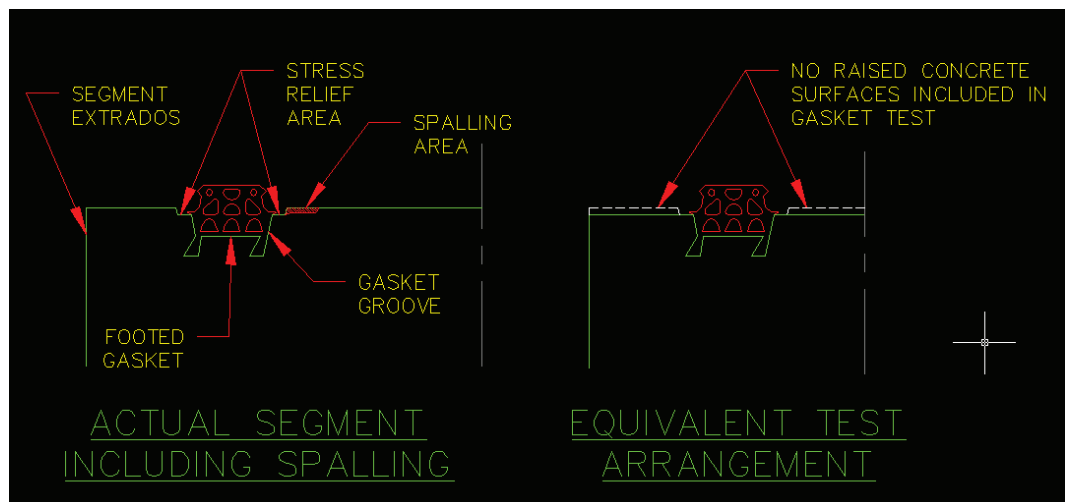 SEGMENT
EXTRADOS
STRESS
RELIEF
AREA
SPALLING
AREA
GASKET
GROOVE
FOOTED
GASKET
ACTUAL SEGMENT
INCLUDING SPALLING
NO RAISED CONCRETE
SURFACES INCLUDED IN
GASKET TEST
EQUIVALENT TEST
ARRANGEMENT